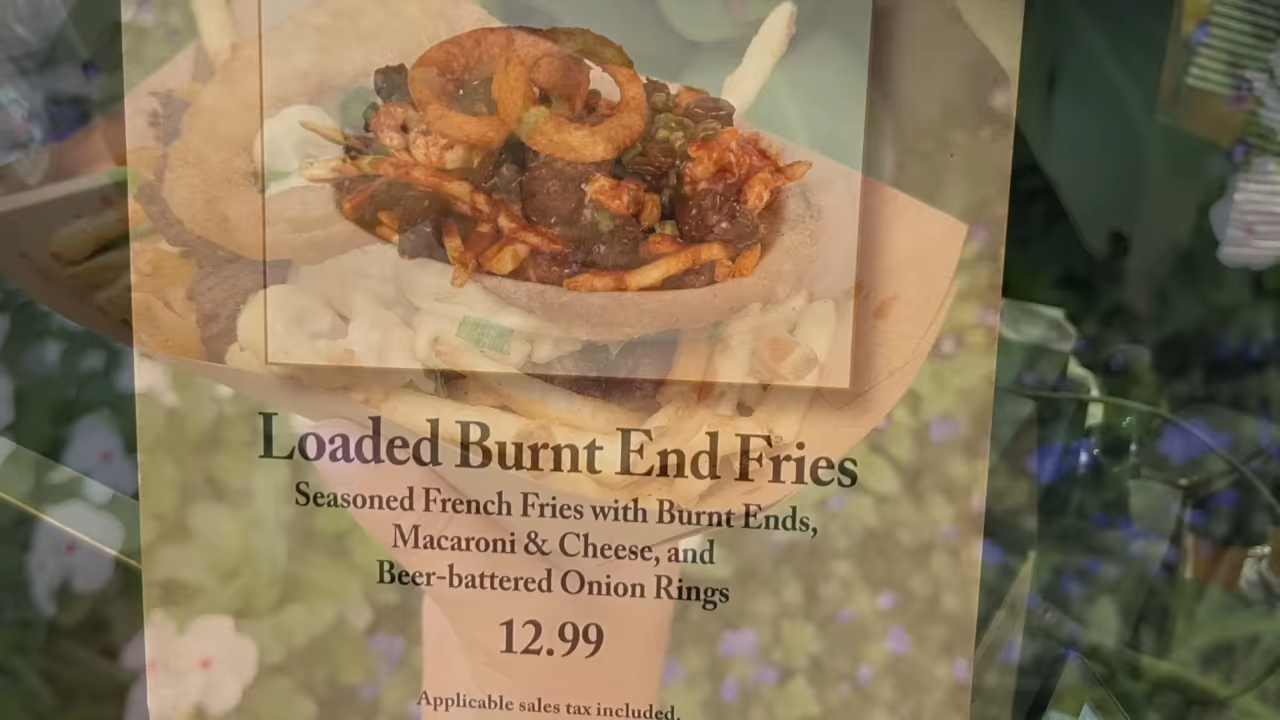 Loaded Burnt End Fries
Seasoned French Fries with Burnt Ends,
Macaroni & Cheese, and
Beer-battered Onion Rings
12.99
Applicable sales tax included.